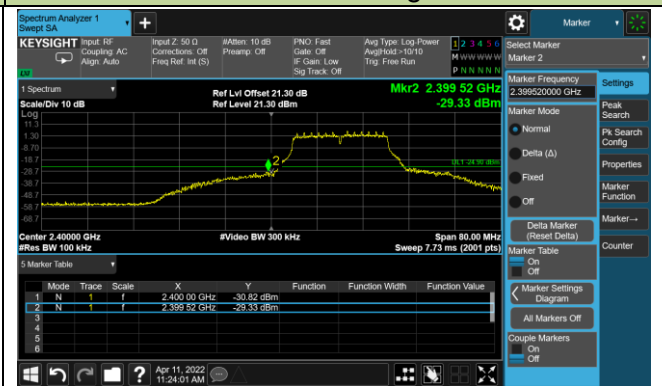 Spectrum Analyzer 1
Swept SA
Marker
KEYSIGHT
Input: RF
Coupling: AC
Align: Auto
Input Z: 50 Ω
Corrections: Off
Freq Ref: Int (S)
#Atten: 10 dB
Preamp: Off
PNO: Fast
Gate: Off
IF Gain: Low
Sig Track: Off
Avg Type: Log-Power
Avg|Hold:>10/10
Trig: Free Run
1 2 3 4 5 6
M W W W W W
P N N N N N
Select Marker
Marker 2
1 Spectrum
Scale/Div 10 dB
Log
Ref Lvl Offset 21.30 dB
Ref Level 21.30 dBm
Mkr2 2.399 52 GHz
-29.33 dBm
11.3
1.30
-8.70
-18.7
-28.7
-38.7
-48.7
-58.7
-68.7
2
Center 2.40000 GHz
#Res BW 100 kHz
#Video BW 300 kHz
Span 80.00 MHz
Sweep 7.73 ms (2001 pts)
5 Marker Table
Mode Trace Scale X Y Function Function Width Function Value
1 N 1 f 2.400 00 GHz -30.82 dBm
2 N 1 f 2.399 52 GHz -29.33 dBm
3
4
5
6
Apr 11, 2022
11:24:01 AM
Marker Frequency
2.399520000 GHz
Marker Mode
Normal
Delta (Δ)
Fixed
Off
Delta Marker
(Reset Delta)
Marker Table
On
Off
Marker Settings
Diagram
All Markers Off
Couple Markers
On
Off
Settings
Peak
Search
Pk Search
Config
Properties
Marker
Function
Marker→
Counter